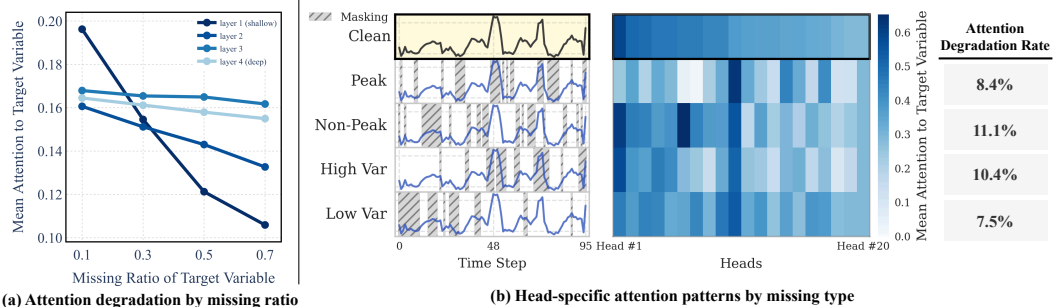 0.20
0.18
0.16
0.14
0.12
0.10
Mean Attention to Target Variable
layer 1 (shallow)
layer 2
layer 3
layer 4 (deep)
0.1 0.3 0.5 0.7
Missing Ratio of Target Variable
(a) Attention degradation by missing ratio
Masking
Clean
Peak
Non-Peak
High Var
Low Var
0 48 95
Time Step
Head #1 Head #20
Heads
0.6
0.5
0.4
0.3
0.2
0.1
0.0
Mean Attention to Target Variable
Attention
Degradation Rate
8.4%
11.1%
10.4%
7.5%
(b) Head-specific attention patterns by missing type